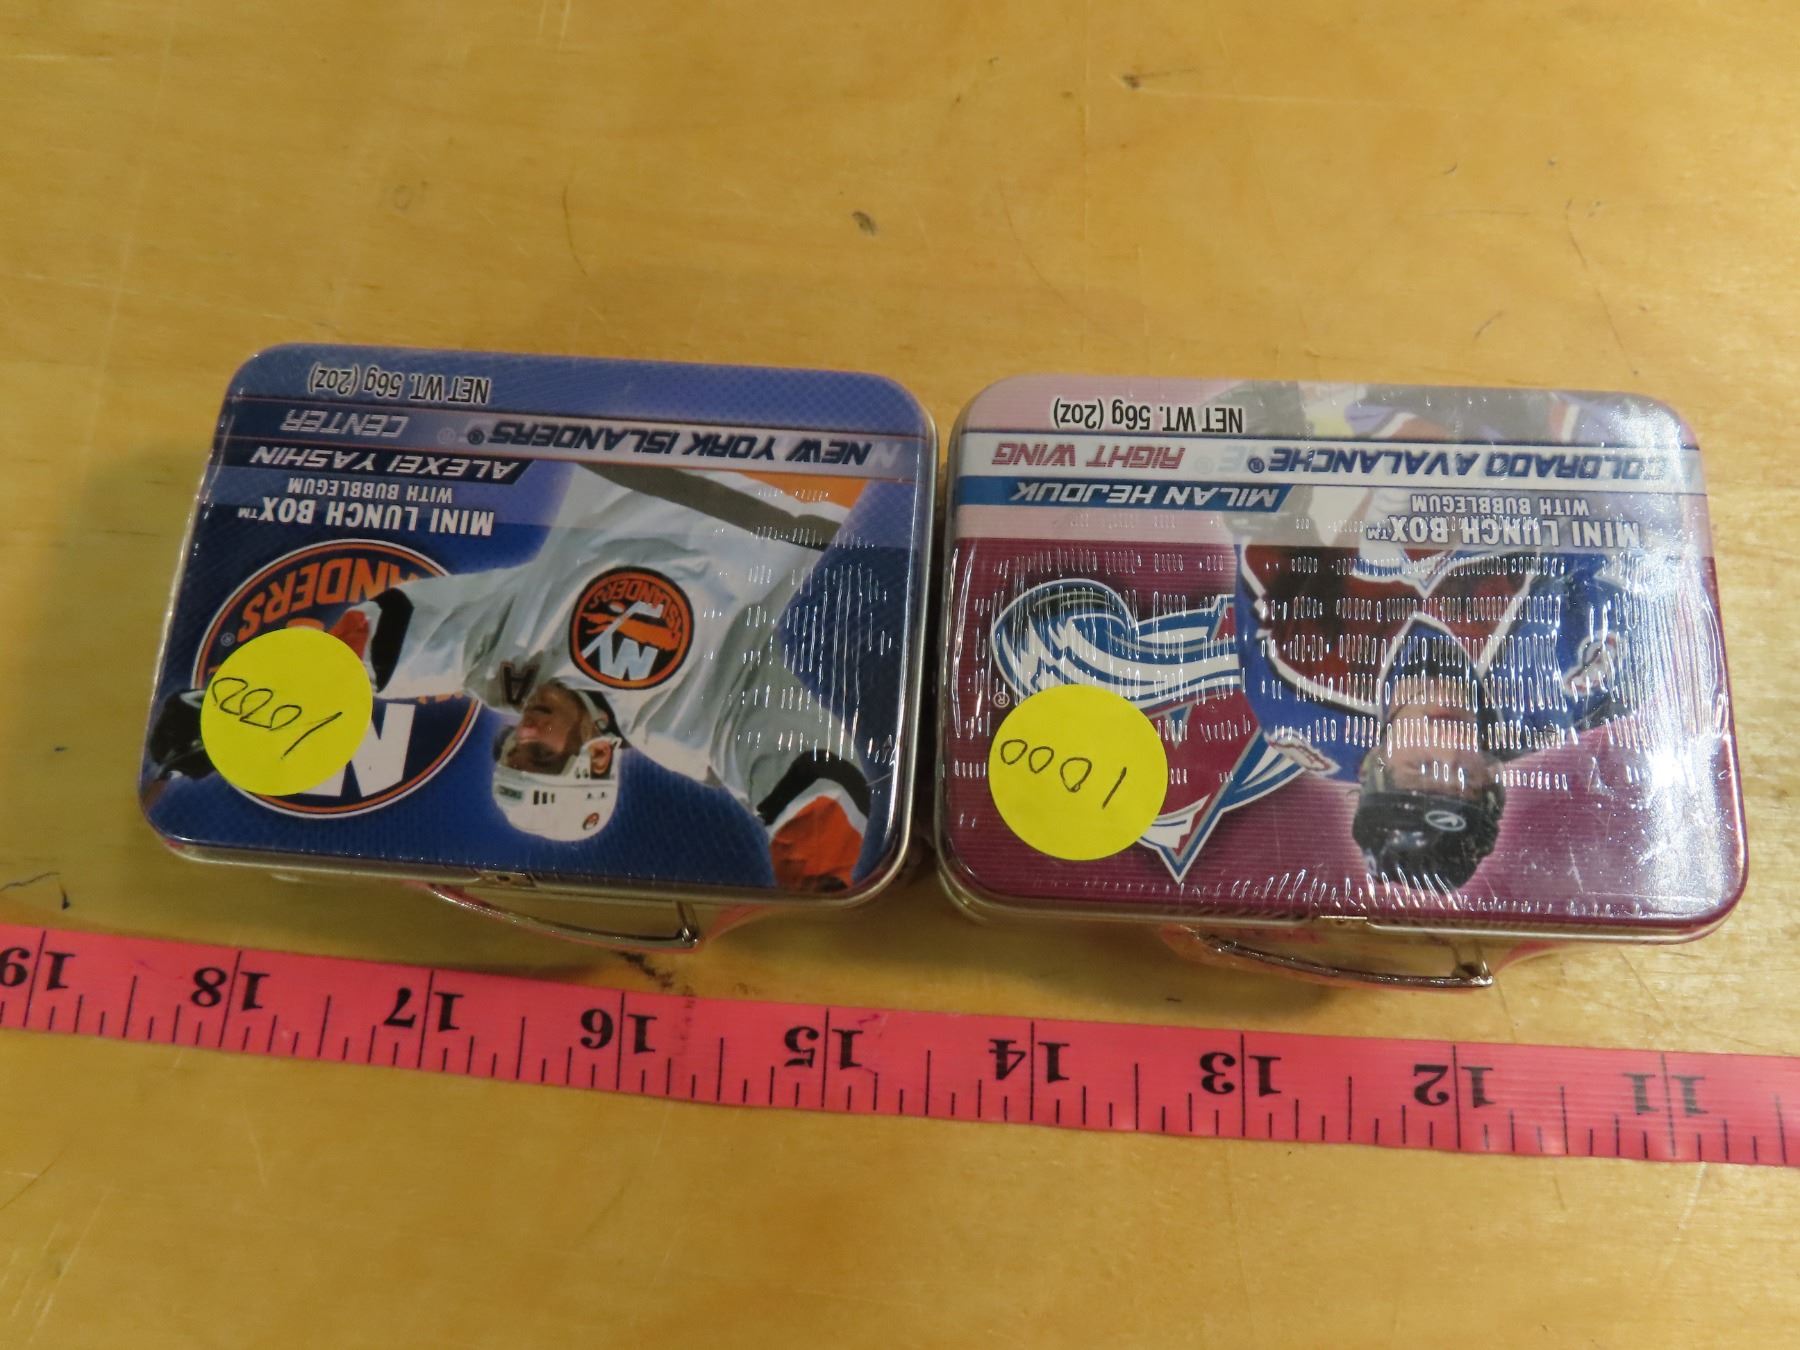 MINI LUNCH BOX™
WITH BUBBLEGUM
ALEXEI YASHIN
NEW YORK ISLANDERS®
CENTER
NET WT. 56g (2oz)
ANDERS
®
NY
ISLANDERS
A
1000
MINI LUNCH BOX™
WITH BUBBLEGUM
MILAN HEJDUK
COLORADO AVALANCHE®
RIGHT WING
NET WT. 56g (2oz)
®
1000
11 12 13 14 15 16 17 18 19